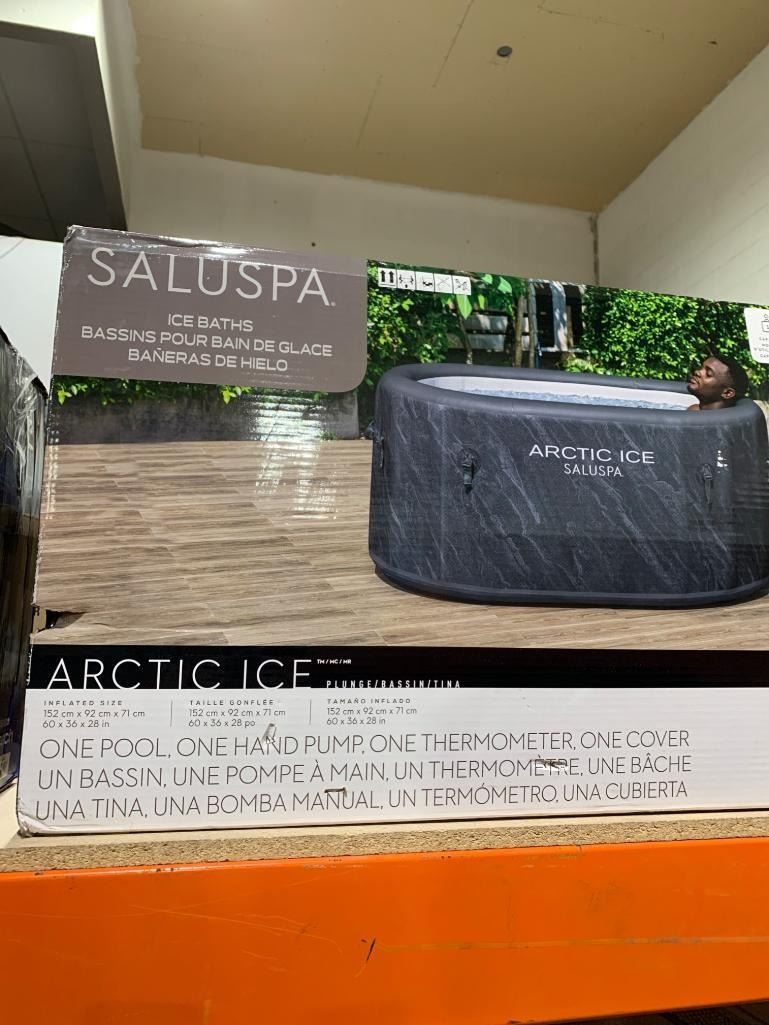 SALUSPA®
ICE BATHS
BASSINS POUR BAIN DE GLACE
BAÑERAS DE HIELO
ARCTIC ICE
SALUSPA
ARCTIC ICE TM/MC/MR PLUNGE/BASSIN/TINA
INFLATED SIZE
152 cm x 92 cm x 71 cm
60 x 36 x 28 in
TAILLE GONFLÉE
152 cm x 92 cm x 71 cm
60 x 36 x 28 po
TAMAÑO INFLADO
152 cm x 92 cm x 71 cm
60 x 36 x 28 in
ONE POOL, ONE HAND PUMP, ONE THERMOMETER, ONE COVER
UN BASSIN, UNE POMPE À MAIN, UN THERMOMÈTRE, UNE BÂCHE
UNA TINA, UNA BOMBA MANUAL, UN TERMÓMETRO, UNA CUBIERTA